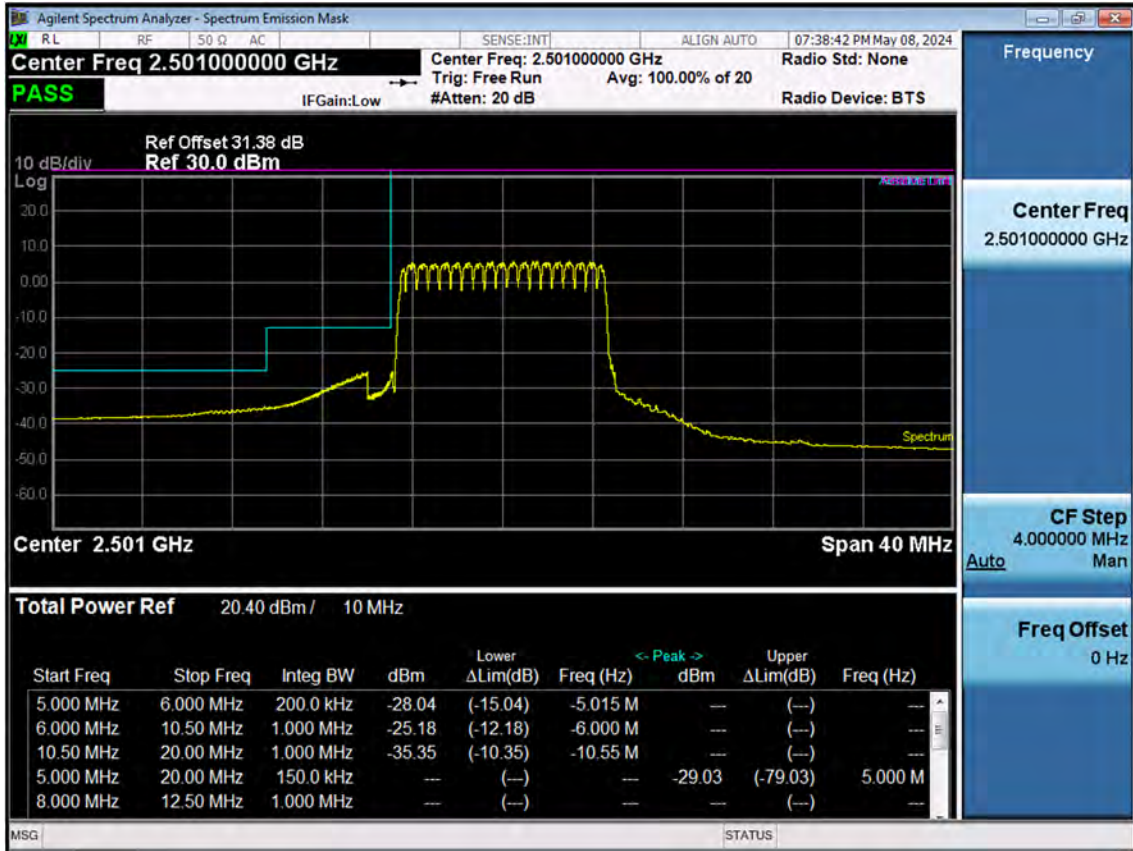 Agilent Spectrum Analyzer - Spectrum Emission Mask
LXI RL RF 50 Ω AC SENSE:INT ALIGN AUTO 07:38:42 PM May 08, 2024
Center Freq 2.501000000 GHz
Center Freq: 2.501000000 GHz
Radio Std: None
Trig: Free Run Avg: 100.00% of 20
PASS
IFGain:Low
#Atten: 20 dB
Radio Device: BTS
Ref Offset 31.38 dB
10 dB/div Ref 30.0 dBm
Log
Absolute Limit
20.0
10.0
0.00
-10.0
-20.0
-30.0
-40.0
Spectrum
-50.0
-60.0
Center 2.501 GHz Span 40 MHz
Total Power Ref 20.40 dBm / 10 MHz
Lower <- Peak -> Upper
Start Freq Stop Freq Integ BW dBm ΔLim(dB) Freq (Hz) dBm ΔLim(dB) Freq (Hz)
5.000 MHz 6.000 MHz 200.0 kHz -28.04 (-15.04) -5.015 M --- (---) ---
6.000 MHz 10.50 MHz 1.000 MHz -25.18 (-12.18) -6.000 M --- (---) ---
10.50 MHz 20.00 MHz 1.000 MHz -35.35 (-10.35) -10.55 M --- (---) ---
5.000 MHz 20.00 MHz 150.0 kHz --- (---) --- -29.03 (-79.03) 5.000 M
8.000 MHz 12.50 MHz 1.000 MHz --- (---) --- --- (---) ---
MSG STATUS
Frequency
Center Freq
2.501000000 GHz
CF Step
4.000000 MHz
Auto Man
Freq Offset
0 Hz